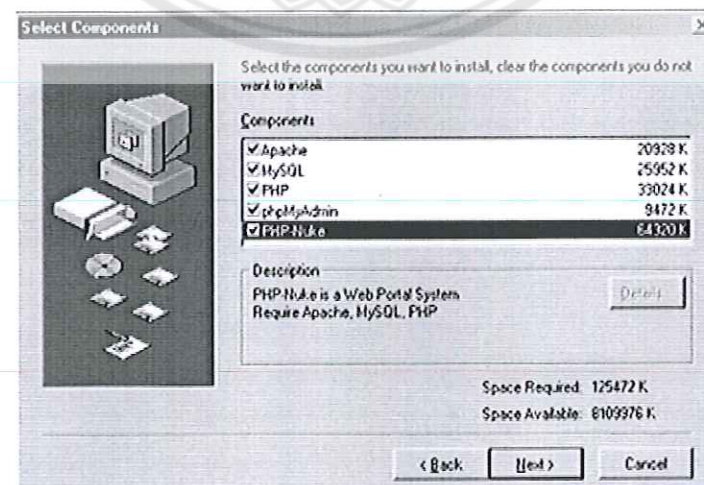 Select Components
Select the components you want to install, clear the components you do not
want to install.
Components
Apache 20928 K
MySQL 25952 K
PHP 33024 K
phpMyAdmin 9472 K
PHP-Nuke 64320 K
Description
PHP-Nuke is a Web Portal System
Require Apache, MySQL, PHP
Details
Space Required: 125472 K
Space Available: 8109376 K
< Back
Next >
Cancel